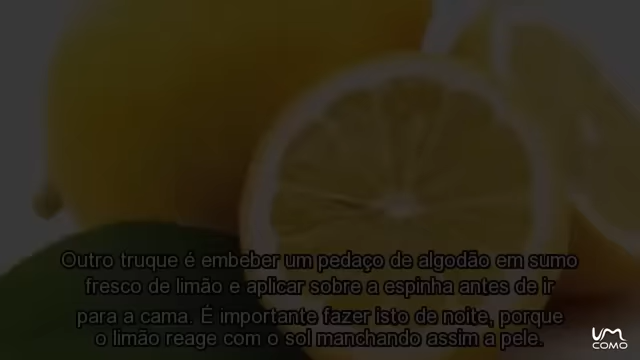 Outro truque é embeber um pedaço de algodão em sumo
fresco de limão e aplicar sobre a espinha antes de ir
para a cama. É importante fazer isto de noite, porque
o limão reage com o sol manchando assim a pele.
UM
COMO